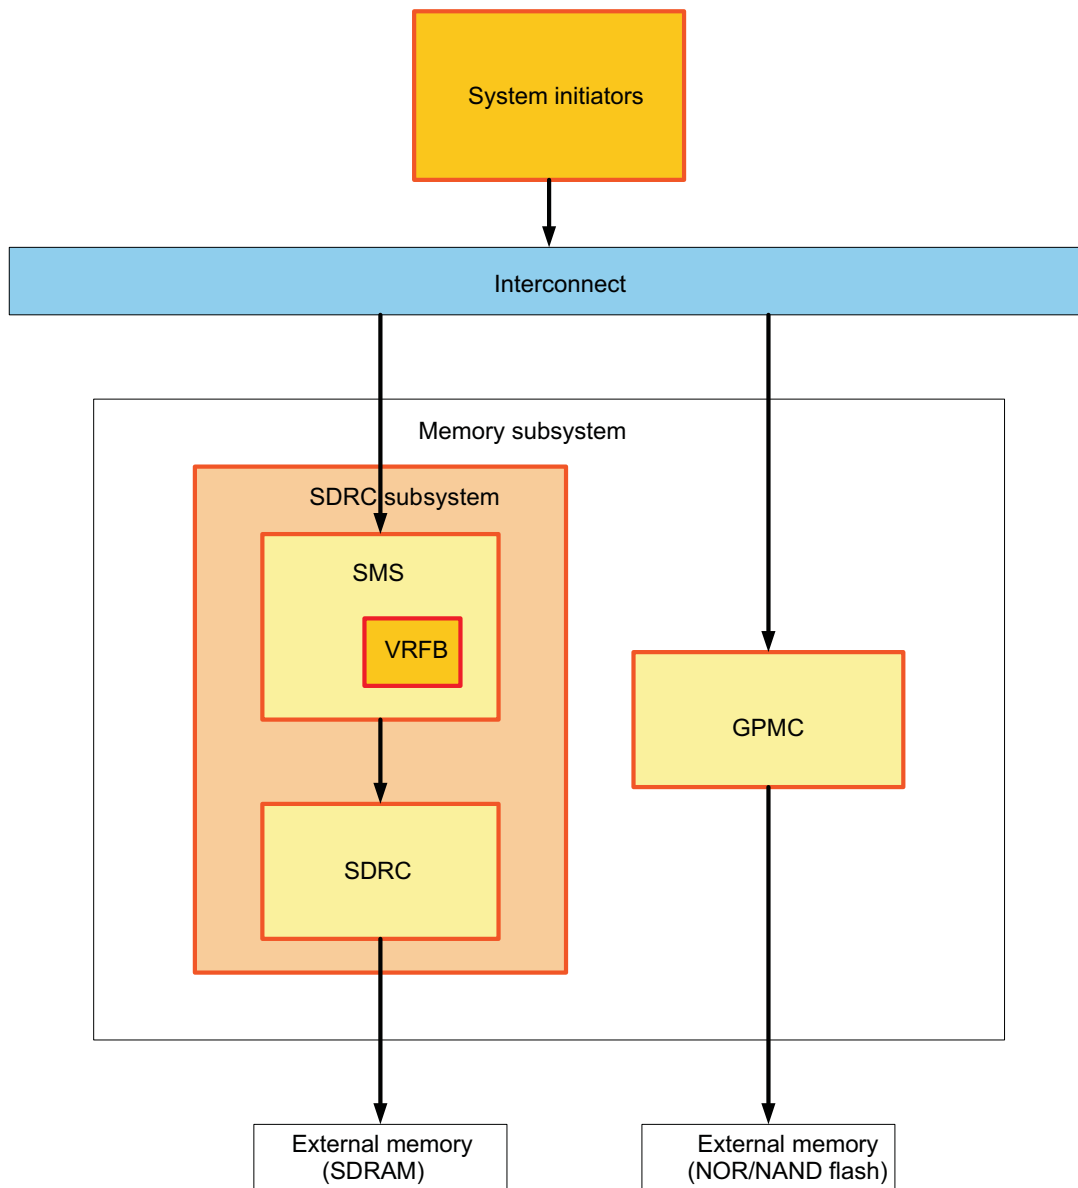 System initiators
Interconnect
Memory subsystem
SDRC subsystem
SMS
VRFB
GPMC
SDRC
External memory
(SDRAM)
External memory
(NOR/NAND flash)